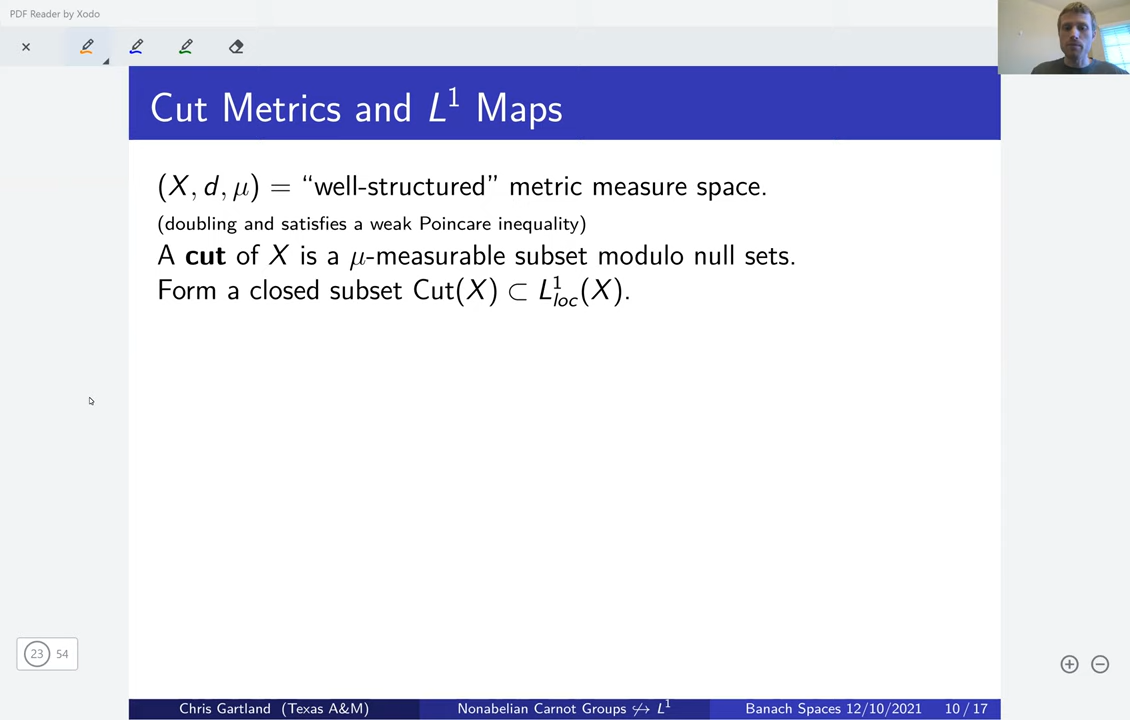 PDF Reader by Xodo
Cut Metrics and L¹ Maps
(X, d, μ) = “well-structured” metric measure space.
(doubling and satisfies a weak Poincare inequality)
A cut of X is a μ-measurable subset modulo null sets.
Form a closed subset Cut(X) ⊂ L¹_loc(X).
23 54
Chris Gartland (Texas A&M) Nonabelian Carnot Groups ↪̸ L¹ Banach Spaces 12/10/2021 10 / 17